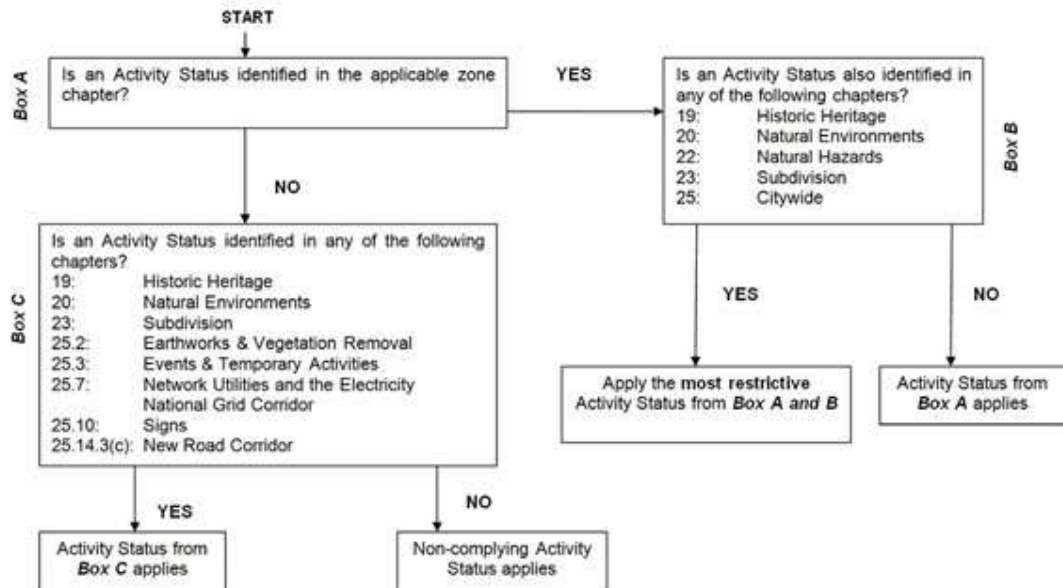 START
Box A
Is an Activity Status identified in the applicable zone
chapter?
YES
Is an Activity Status also identified in
any of the following chapters?
19: Historic Heritage
20: Natural Environments
22: Natural Hazards
23: Subdivision
25: Citywide
Box B
NO
Box C
Is an Activity Status identified in any of the following
chapters?
19: Historic Heritage
20: Natural Environments
23: Subdivision
25.2: Earthworks & Vegetation Removal
25.3: Events & Temporary Activities
25.7: Network Utilities and the Electricity
National Grid Corridor
25.10: Signs
25.14.3(c): New Road Corridor
YES
NO
Apply the most restrictive
Activity Status from Box A and B
Activity Status from
Box A applies
YES
NO
Activity Status from
Box C applies
Non-complying Activity
Status applies